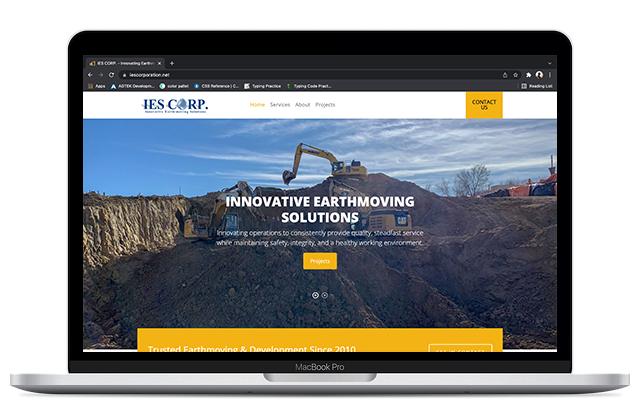 IES CORP. - Innovating Earthm
iescorporation.net
Apps AGTEK Developm... color pallet CSS Reference | C... Typing Practice Typing Code Pract... Reading List
IES CORP.
Innovative Earthmoving Solutions
Home Services About Projects
CONTACT
US
INNOVATIVE EARTHMOVING
SOLUTIONS
Innovating operations to consistently provide quality, steadfast service
while maintaining safety, integrity, and a healthy working environment.
Projects
Trusted Earthmoving & Development Since 2010
MacBook Pro